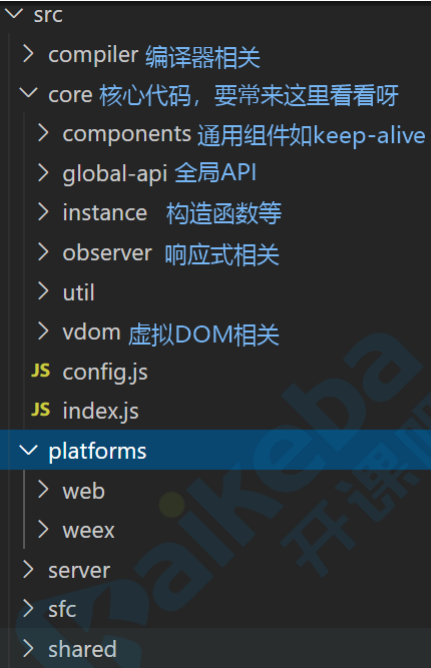 src
compiler 编译器相关
core 核心代码，要常来这里看看呀
components 通用组件如keep-alive
global-api 全局API
instance 构造函数等
observer 响应式相关
util
vdom 虚拟DOM相关
JS config.js
JS index.js
platforms
web
weex
server
sfc
shared
kaikeba
开课吧